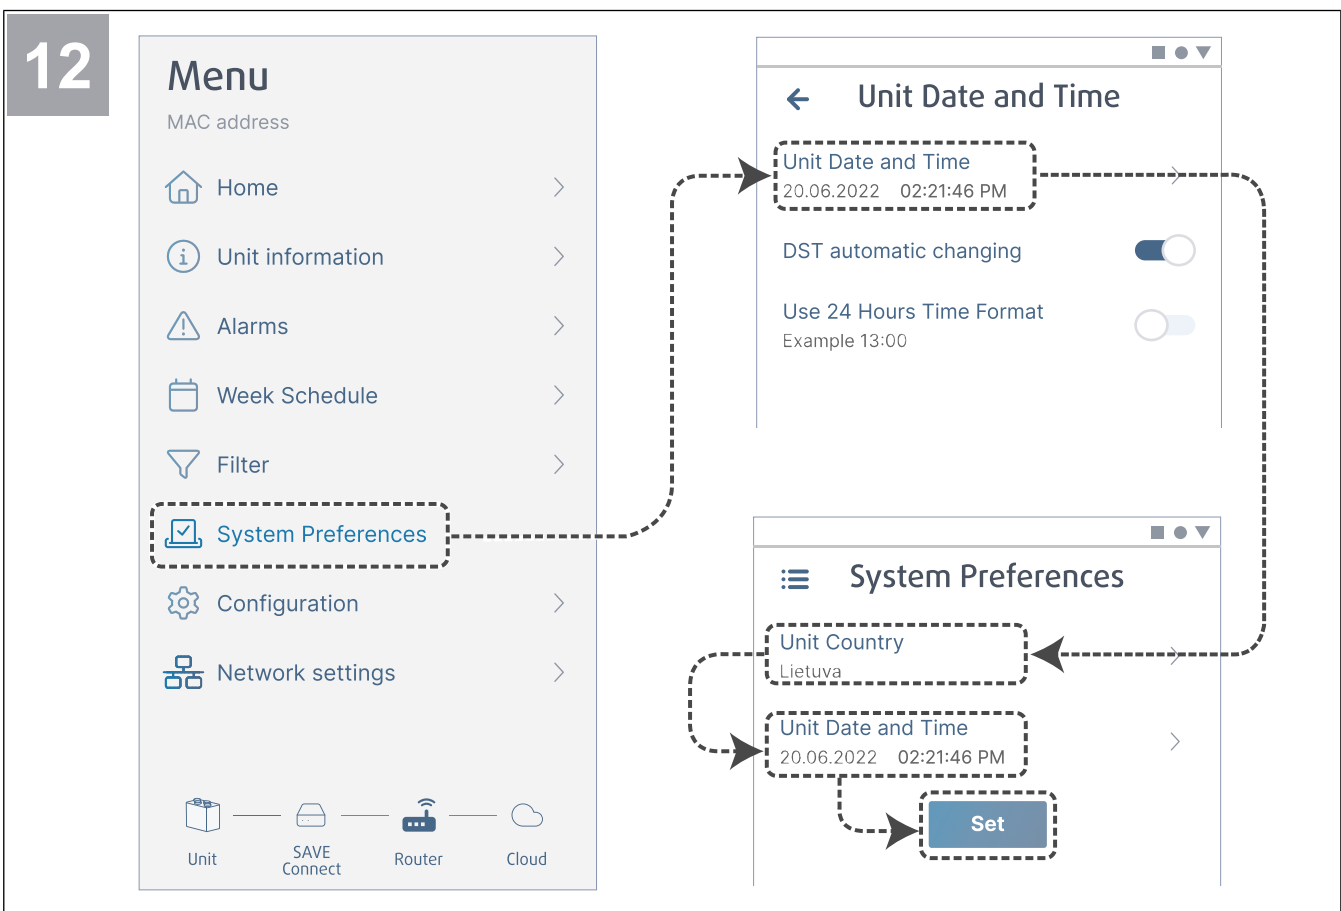 12
Menu
MAC address
Home
Unit information
Alarms
Week Schedule
Filter
System Preferences
Configuration
Network settings
Unit
SAVE
Connect
Router
Cloud
Unit Date and Time
Unit Date and Time
20.06.2022 02:21:46 PM
DST automatic changing
Use 24 Hours Time Format
Example 13:00
System Preferences
Unit Country
Lietuva
Unit Date and Time
20.06.2022 02:21:46 PM
Set